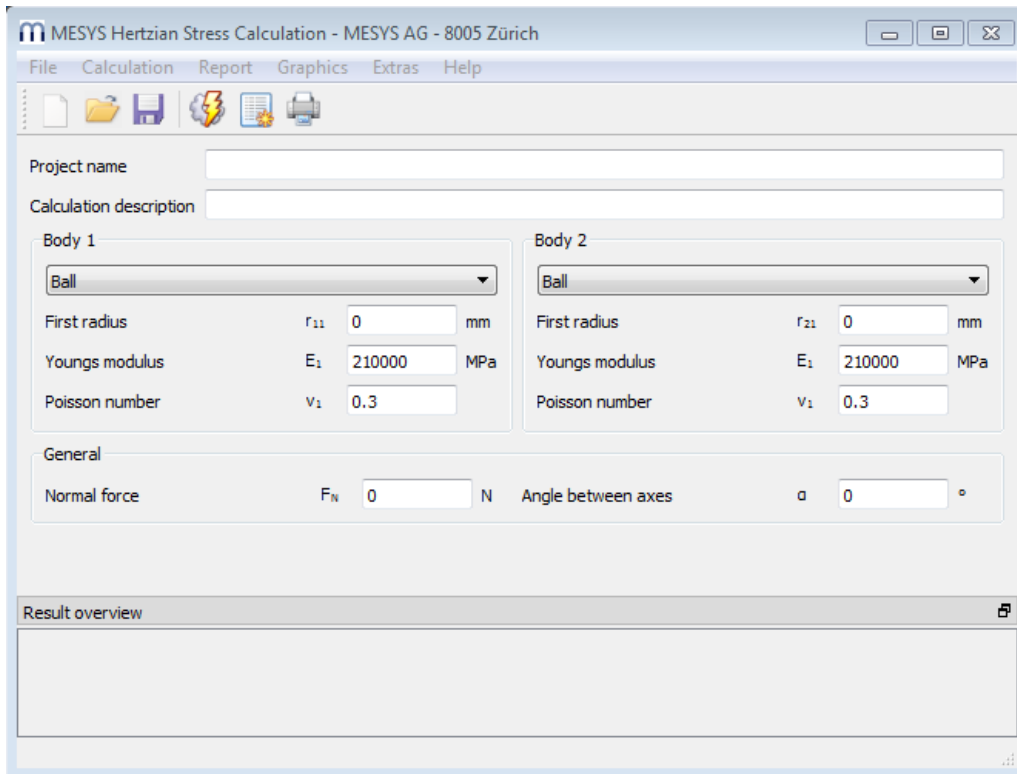 m MESYS Hertzian Stress Calculation - MESYS AG - 8005 Zürich
File Calculation Report Graphics Extras Help
Project name
Calculation description
Body 1 Body 2
Ball Ball
First radius r₁₁ 0 mm First radius r₂₁ 0 mm
Youngs modulus E₁ 210000 MPa Youngs modulus E₁ 210000 MPa
Poisson number ν₁ 0.3 Poisson number ν₁ 0.3
General
Normal force Fɴ 0 N Angle between axes α 0 °
Result overview